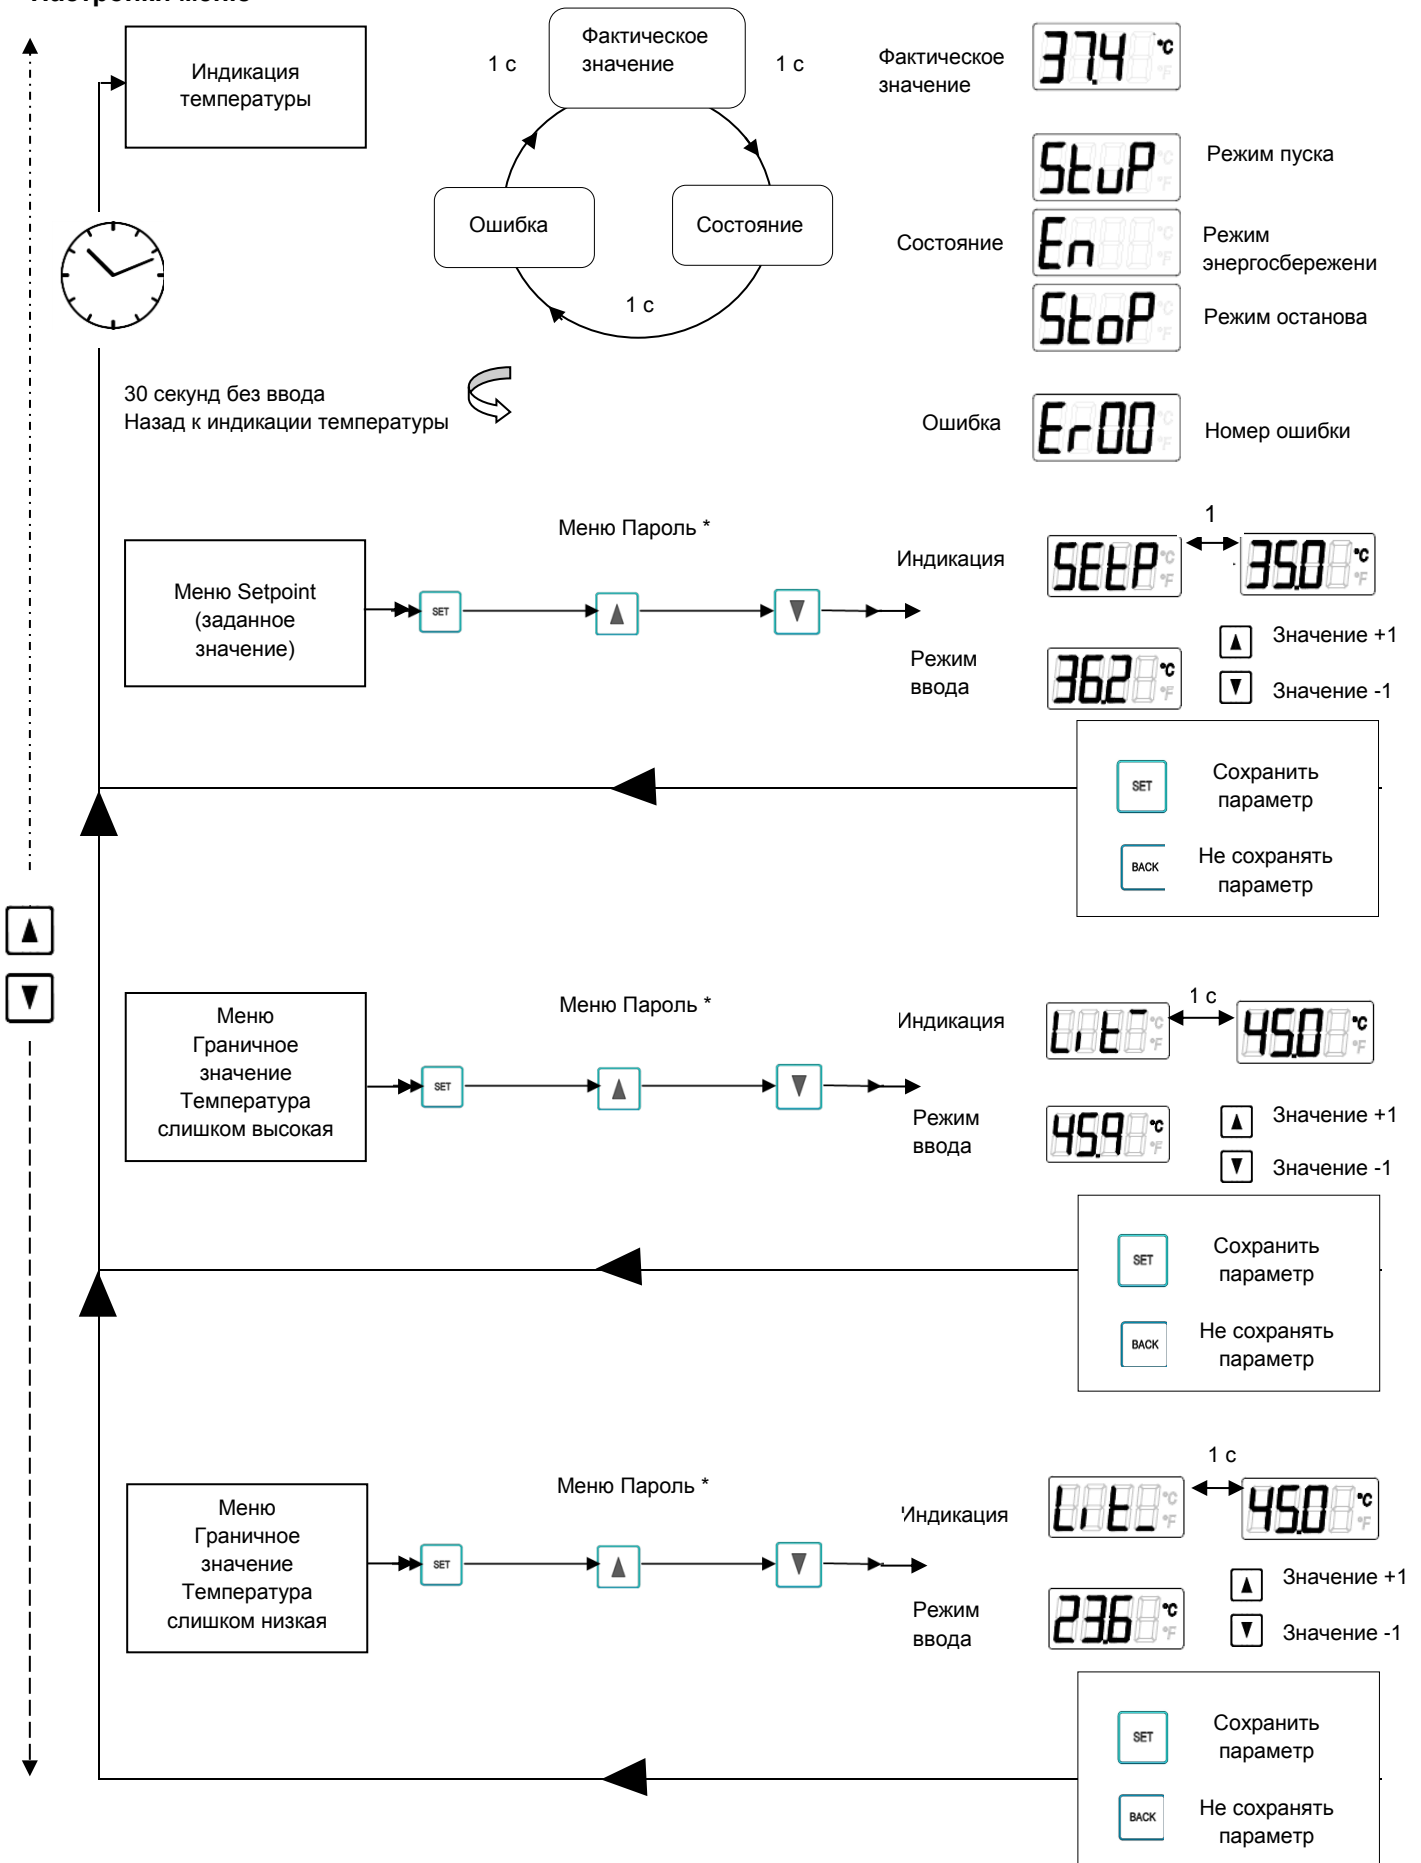 Индикация
температуры
1 с
Фактическое
значение
1 с
Ошибка
Состояние
1 с
Фактическое
значение
37.4 °C
°F
StuP °C
°F
Режим пуска
Состояние
En °C
°F
Режим
энергосбережени
StoP °C
°F
Режим останова
30 секунд без ввода
Назад к индикации температуры
Ошибка
Er00 °C
°F
Номер ошибки
Меню Setpoint
(заданное
значение)
Меню Пароль *
SET
Индикация
SEtP °C
°F
1
35.0 °C
°F
Режим
ввода
36.2 °C
°F
Значение +1
Значение -1
SET
Сохранить
параметр
BACK
Не сохранять
параметр
Меню
Граничное
значение
Температура
слишком высокая
Меню Пароль *
SET
Индикация
Lit¯ °C
°F
1 с
45.0 °C
°F
Режим
ввода
45.9 °C
°F
Значение +1
Значение -1
SET
Сохранить
параметр
BACK
Не сохранять
параметр
Меню
Граничное
значение
Температура
слишком низкая
Меню Пароль *
SET
Индикация
Lit_ °C
°F
1 с
45.0 °C
°F
Режим
ввода
23.6 °C
°F
Значение +1
Значение -1
SET
Сохранить
параметр
BACK
Не сохранять
параметр